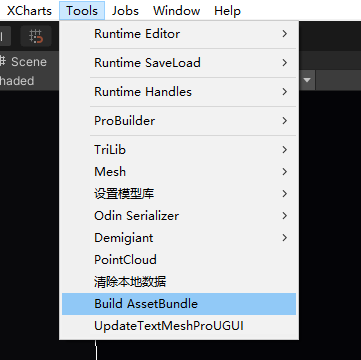 XCharts Tools Jobs Window Help
Runtime Editor
Scene
Runtime SaveLoad
haded
Runtime Handles
ProBuilder
TriLib
Mesh
设置模型库
Odin Serializer
Demigiant
PointCloud
清除本地数据
Build AssetBundle
UpdateTextMeshProUGUI